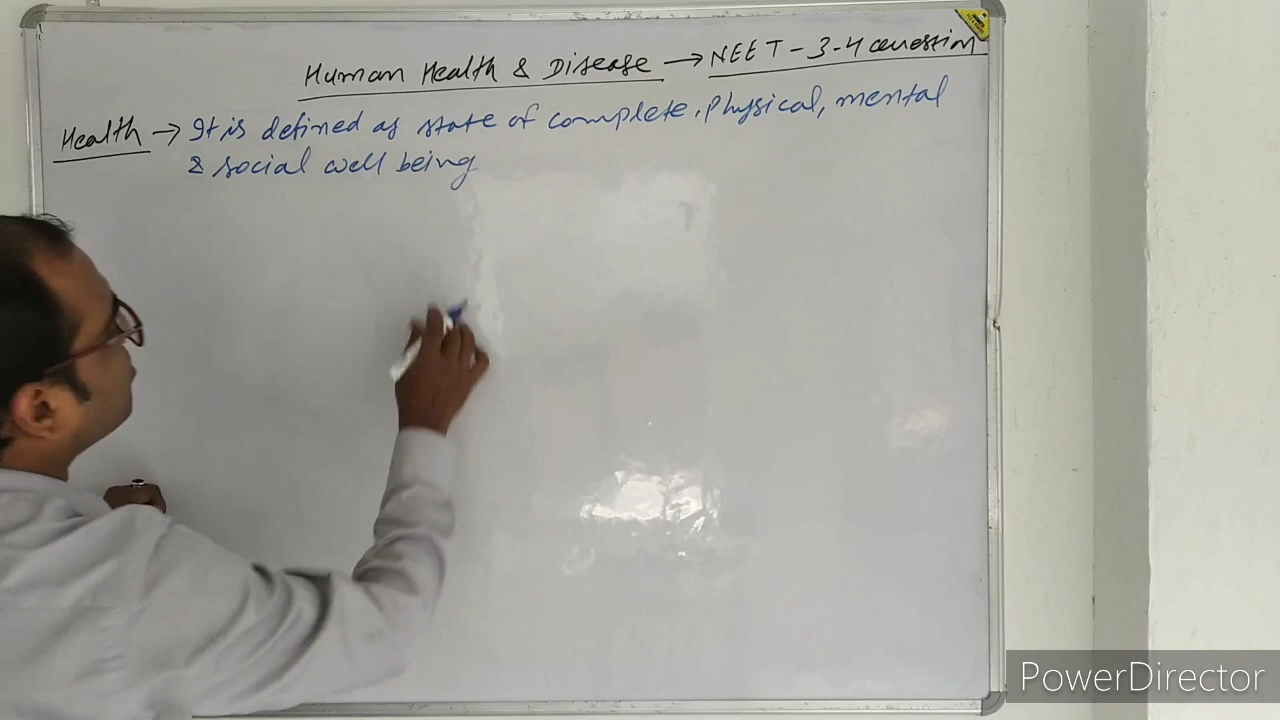 Human Health & Disease → NEET - 3-4 Question
Health → It is defined as state of complete, physical, mental
& social well being
PowerDirector